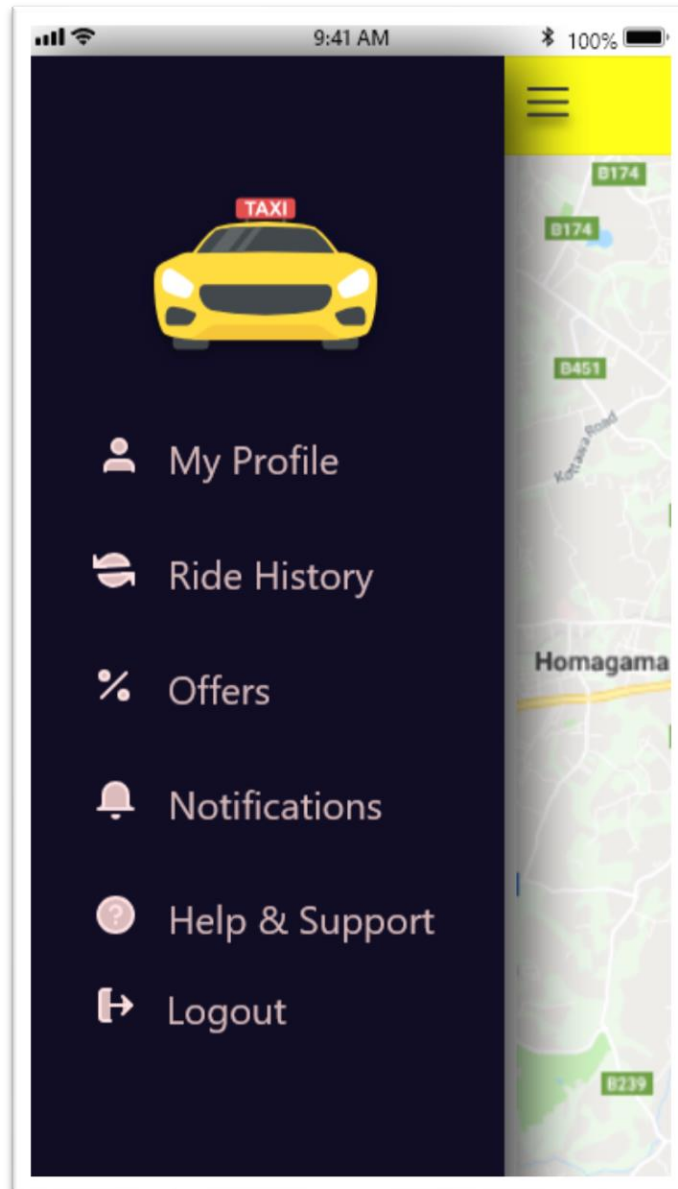 9:41 AM
100%
B174
TAXI
B174
B451
Kottawa Road
My Profile
Ride History
Homagama
Offers
Notifications
Help & Support
Logout
B239